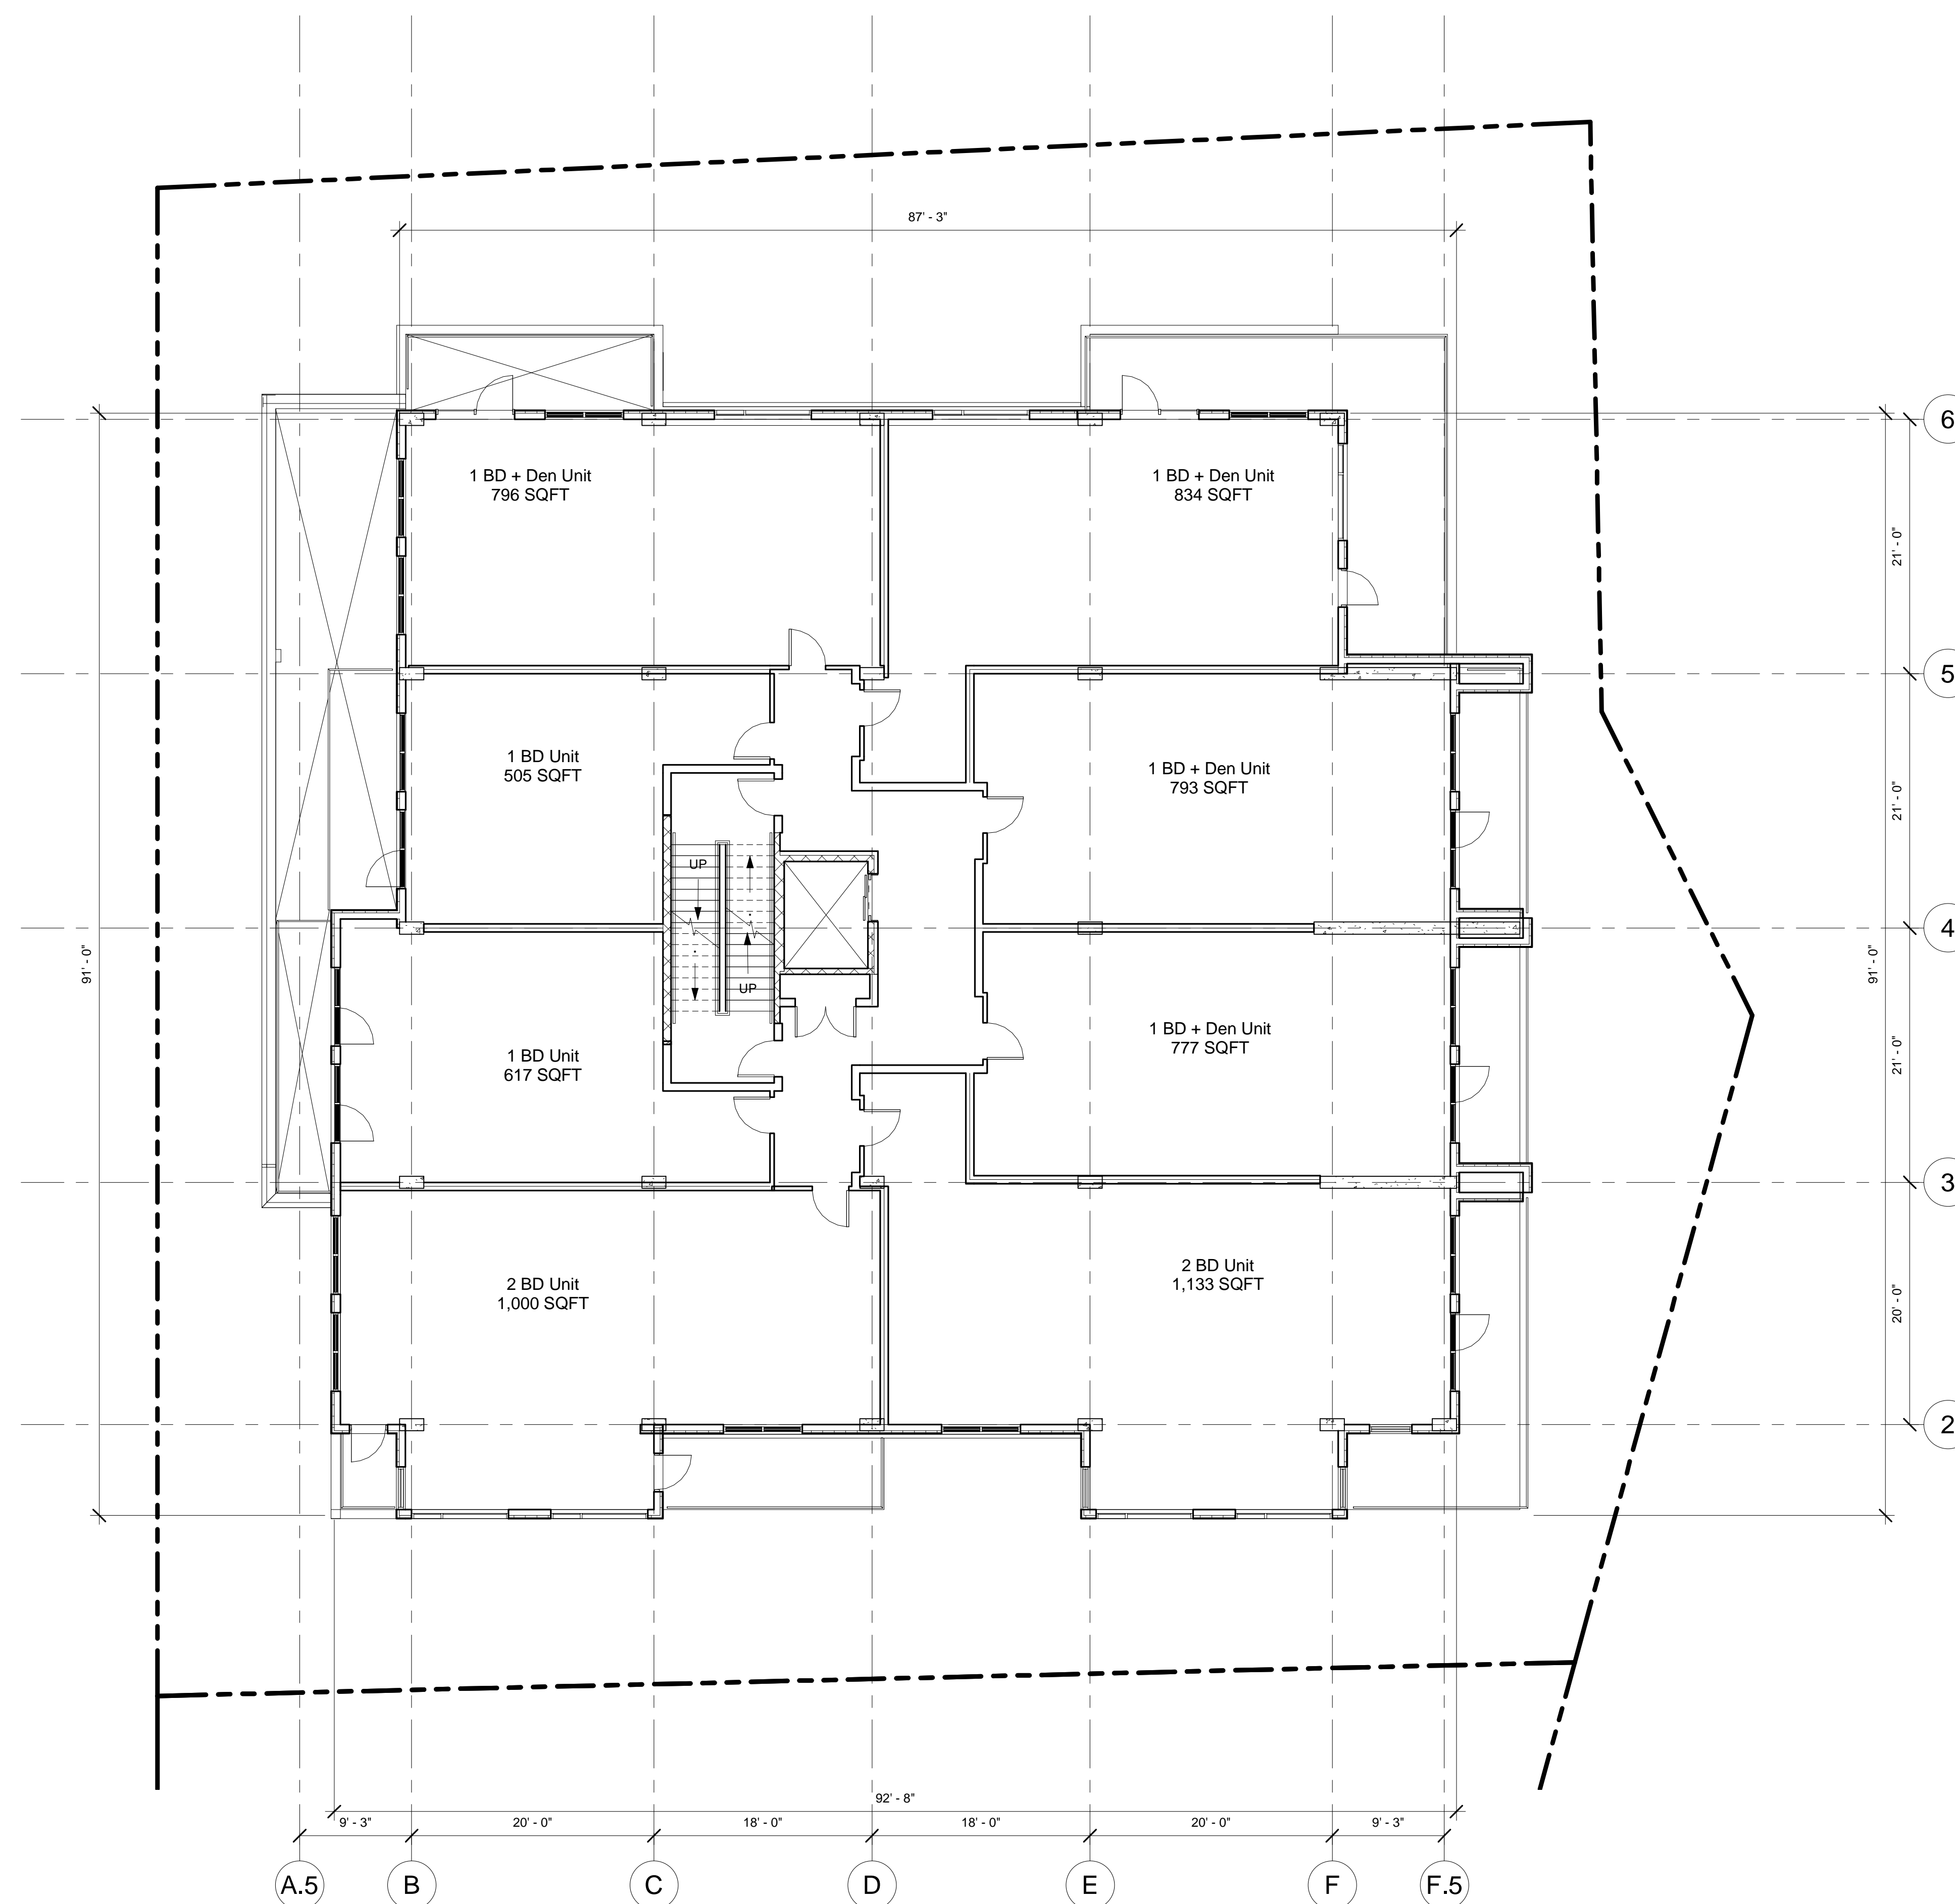 87' - 3"
6
1 BD + Den Unit
796 SQFT
1 BD + Den Unit
834 SQFT
21' - 0"
5
1 BD Unit
505 SQFT
1 BD + Den Unit
793 SQFT
21' - 0"
UP
4
91' - 0"
91' - 0"
UP
1 BD Unit
617 SQFT
1 BD + Den Unit
777 SQFT
21' - 0"
3
2 BD Unit
1,000 SQFT
2 BD Unit
1,133 SQFT
20' - 0"
2
92' - 8"
9' - 3"
20' - 0"
18' - 0"
18' - 0"
20' - 0"
9' - 3"
A.5
B
C
D
E
F
F.5